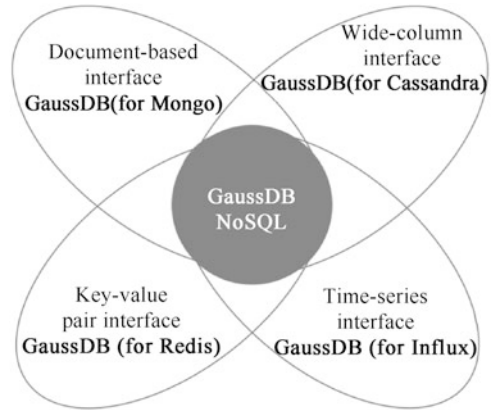 Document-based
interface
GaussDB(for Mongo)
Wide-column
interface
GaussDB(for Cassandra)
GaussDB
NoSQL
Key-value
pair interface
GaussDB (for Redis)
Time-series
interface
GaussDB (for Influx)